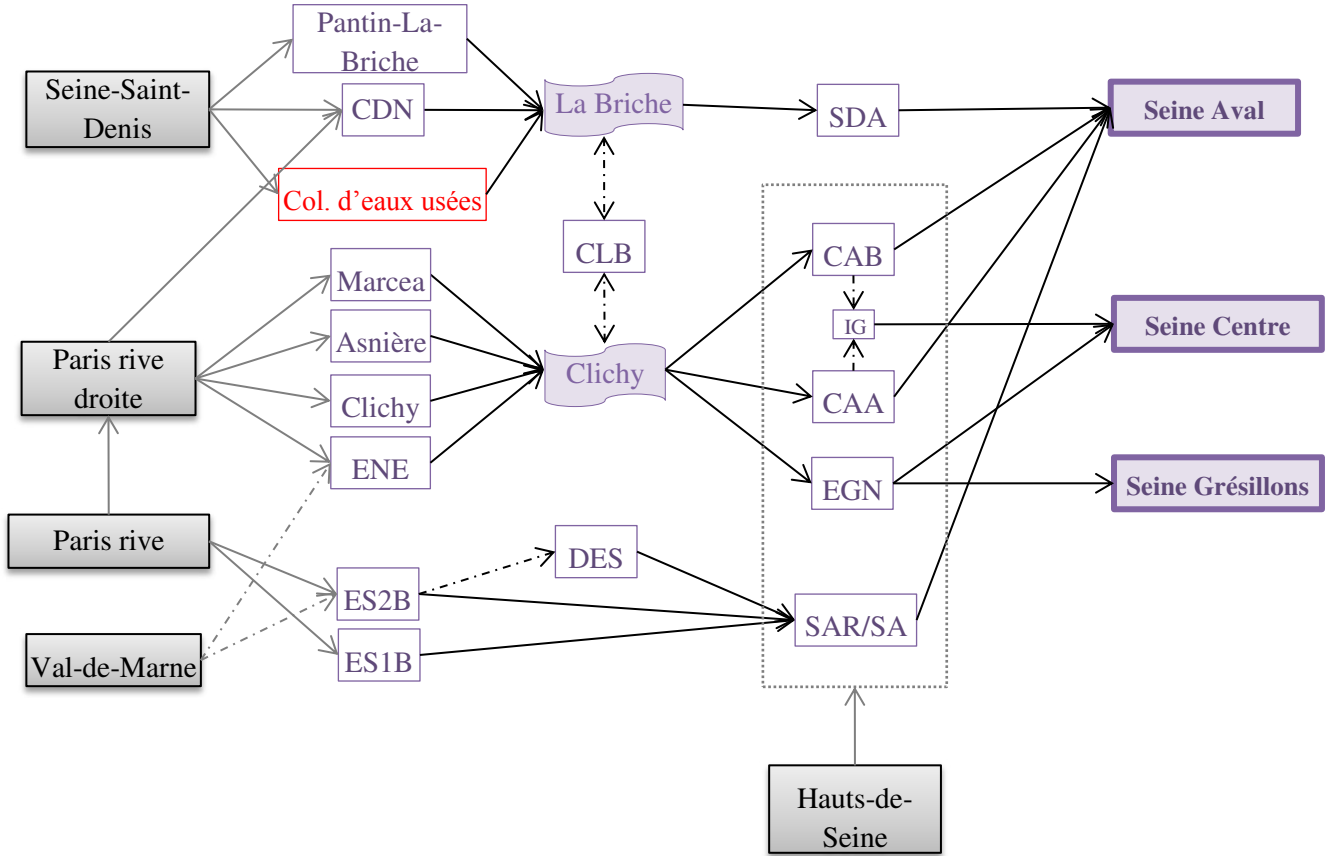 Pantin-La-
Briche
Seine-Saint-
Denis
CDN
La Briche
SDA
Seine Aval
Col. d'eaux usées
CLB
CAB
Marcea
IG
Seine Centre
Asnière
Paris rive
droite
Clichy
CAA
Clichy
ENE
EGN
Seine Grésillons
Paris rive
DES
ES2B
SAR/SA
Val-de-Marne
ES1B
Hauts-de-
Seine